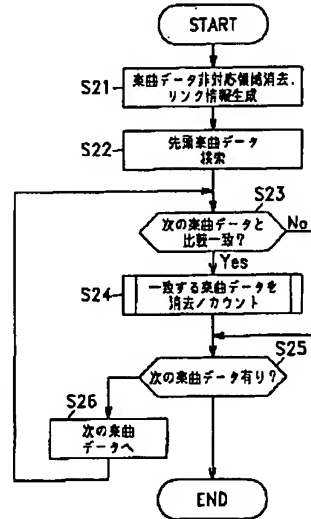 START
S21
楽曲データ非対応領域消去,
リンク情報生成
S22
先頭楽曲データ
検索
S23
次の楽曲データと
比較一致?
No
Yes
S24
一致する楽曲データを
消去/カウント
S25
次の楽曲データ有り?
S26
次の楽曲
データへ
END